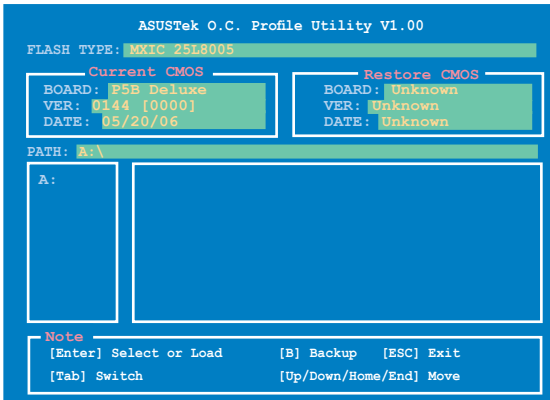 ASUSTek O.C. Profile Utility V1.00
FLASH TYPE: MXIC 25L8005
Current CMOS
BOARD: P5B Deluxe
VER: 0144 [0000]
DATE: 05/20/06
Restore CMOS
BOARD: Unknown
VER: Unknown
DATE: Unknown
PATH: A:\
A:
Note
[Enter] Select or Load [B] Backup [ESC] Exit
[Tab] Switch [Up/Down/Home/End] Move